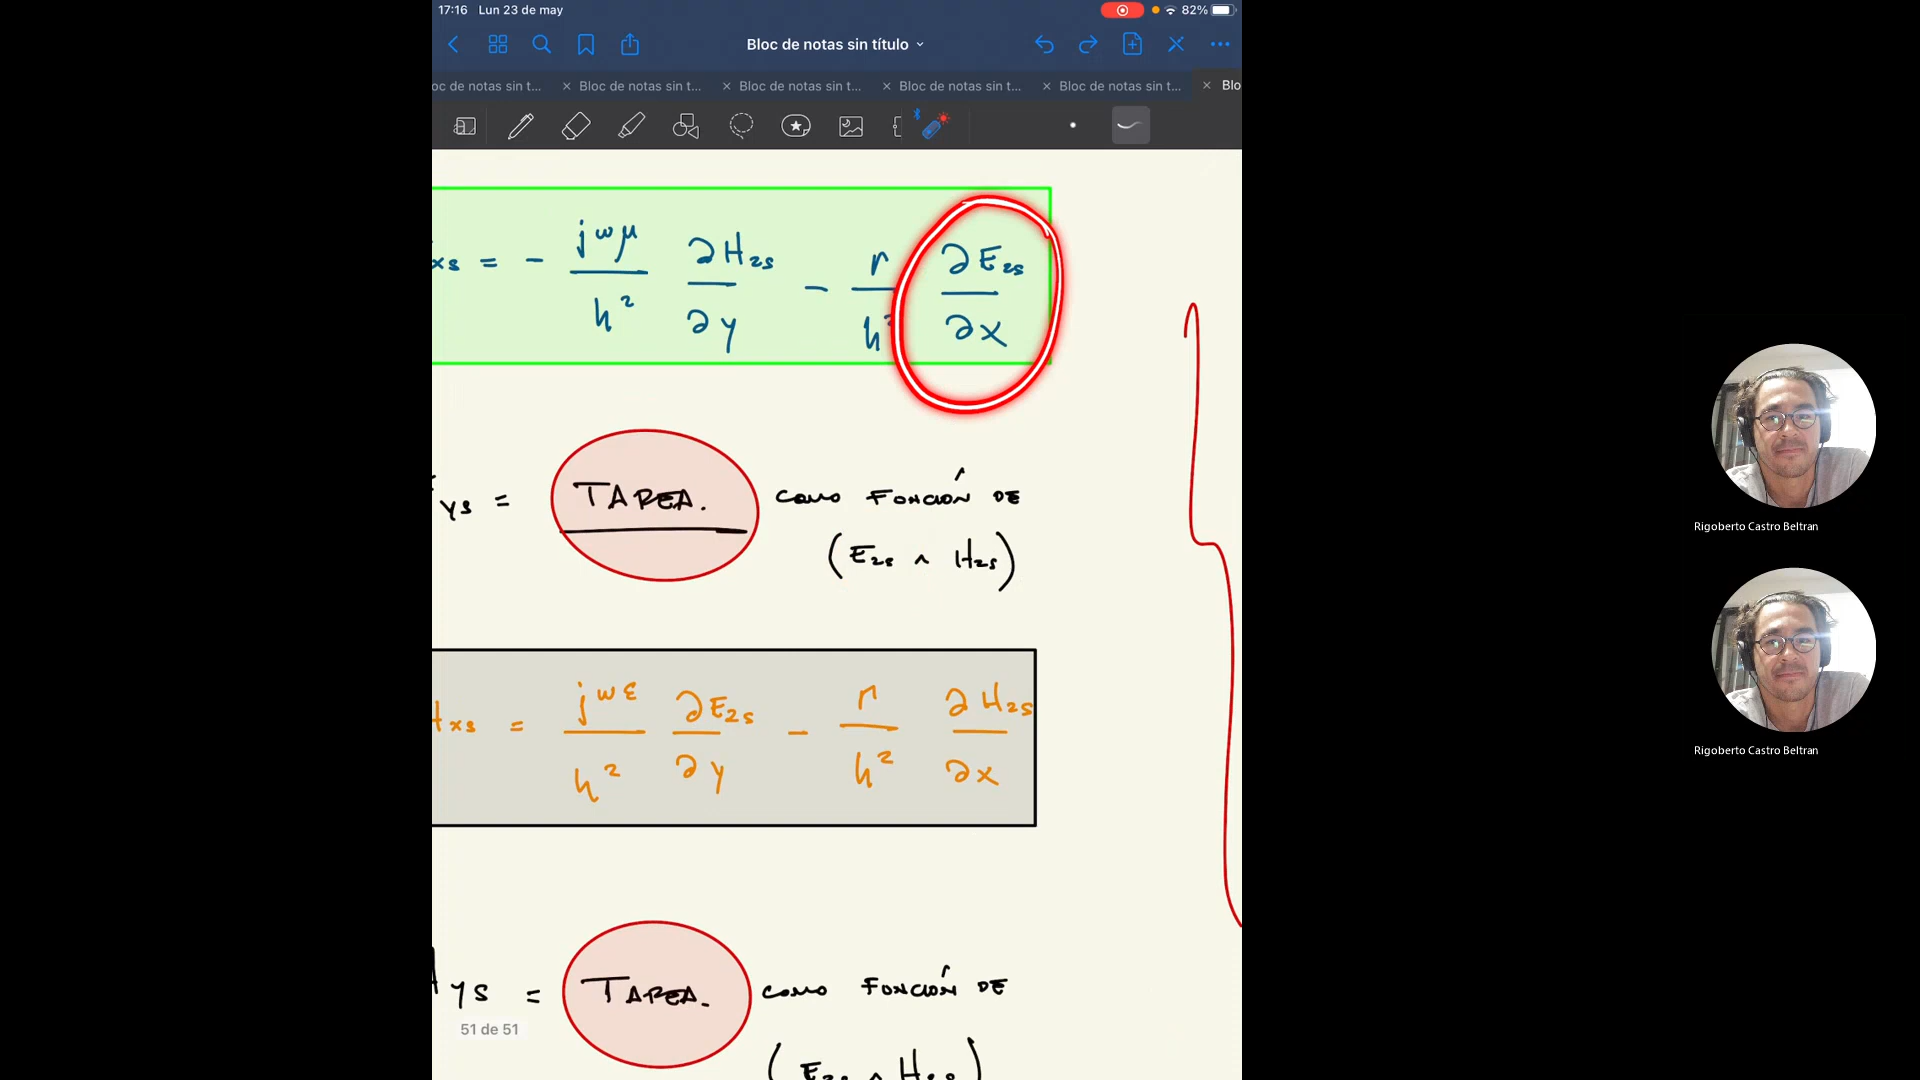 17:16 Lun 23 de may 82%
Bloc de notas sin título
oc de notas sin t... Bloc de notas sin t... Bloc de notas sin t... Bloc de notas sin t... Bloc de notas sin t... Blo
xs = - jωμ/h² ∂Hzs/∂y - Γ/h² ∂Ezs/∂x
ys = TAREA. como FUNCIÓN DE
(Ezs ∧ Hzs)
Hxs = jωε/h² ∂Ezs/∂y - Γ/h² ∂Hzs/∂x
Hys = TAREA. como FUNCIÓN DE
(Ezs ∧ Hzs)
51 de 51
Rigoberto Castro Beltran
Rigoberto Castro Beltran